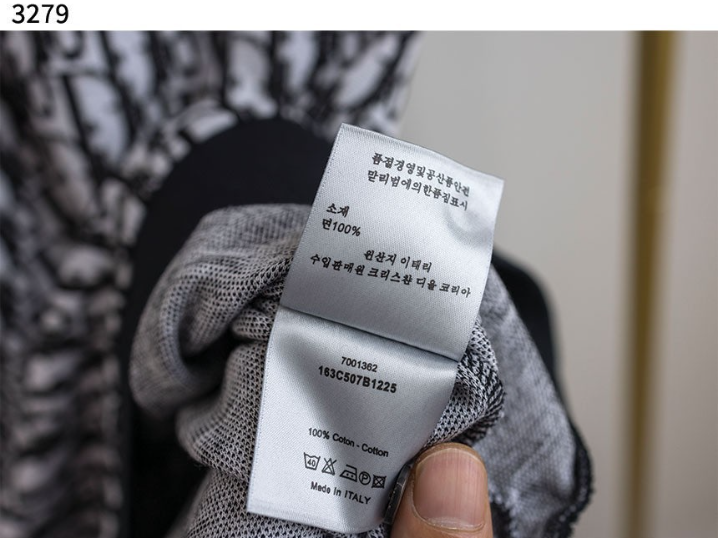 3279
품질경영및공산품안전
관리법에의한품질표시
소재
면100%
원산지 이태리
수입판매원 크리스챤 디올 코리아
7001362
163C507B1225
100% Coton - Cotton
40
P
Made in ITALY